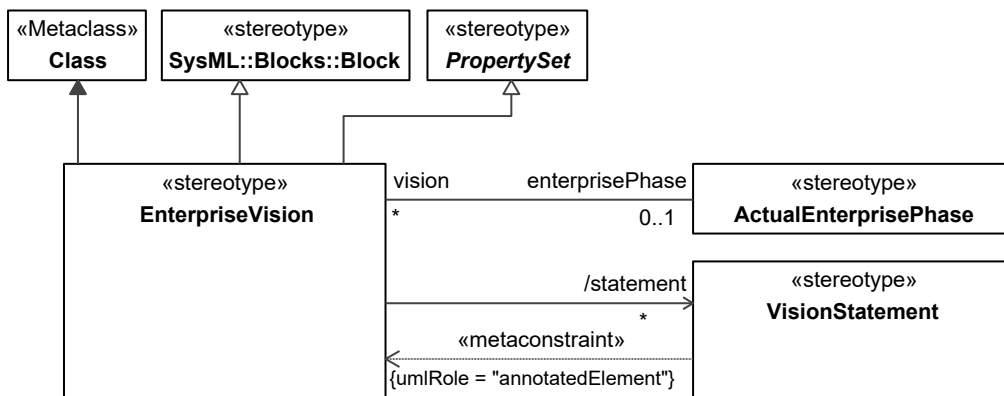 «Metaclass»
Class
«stereotype»
SysML::Blocks::Block
«stereotype»
PropertySet
«stereotype»
EnterpriseVision
vision
enterprisePhase
*
0..1
«stereotype»
ActualEnterprisePhase
/statement
*
«stereotype»
VisionStatement
«metaconstraint»
{umlRole = "annotatedElement"}